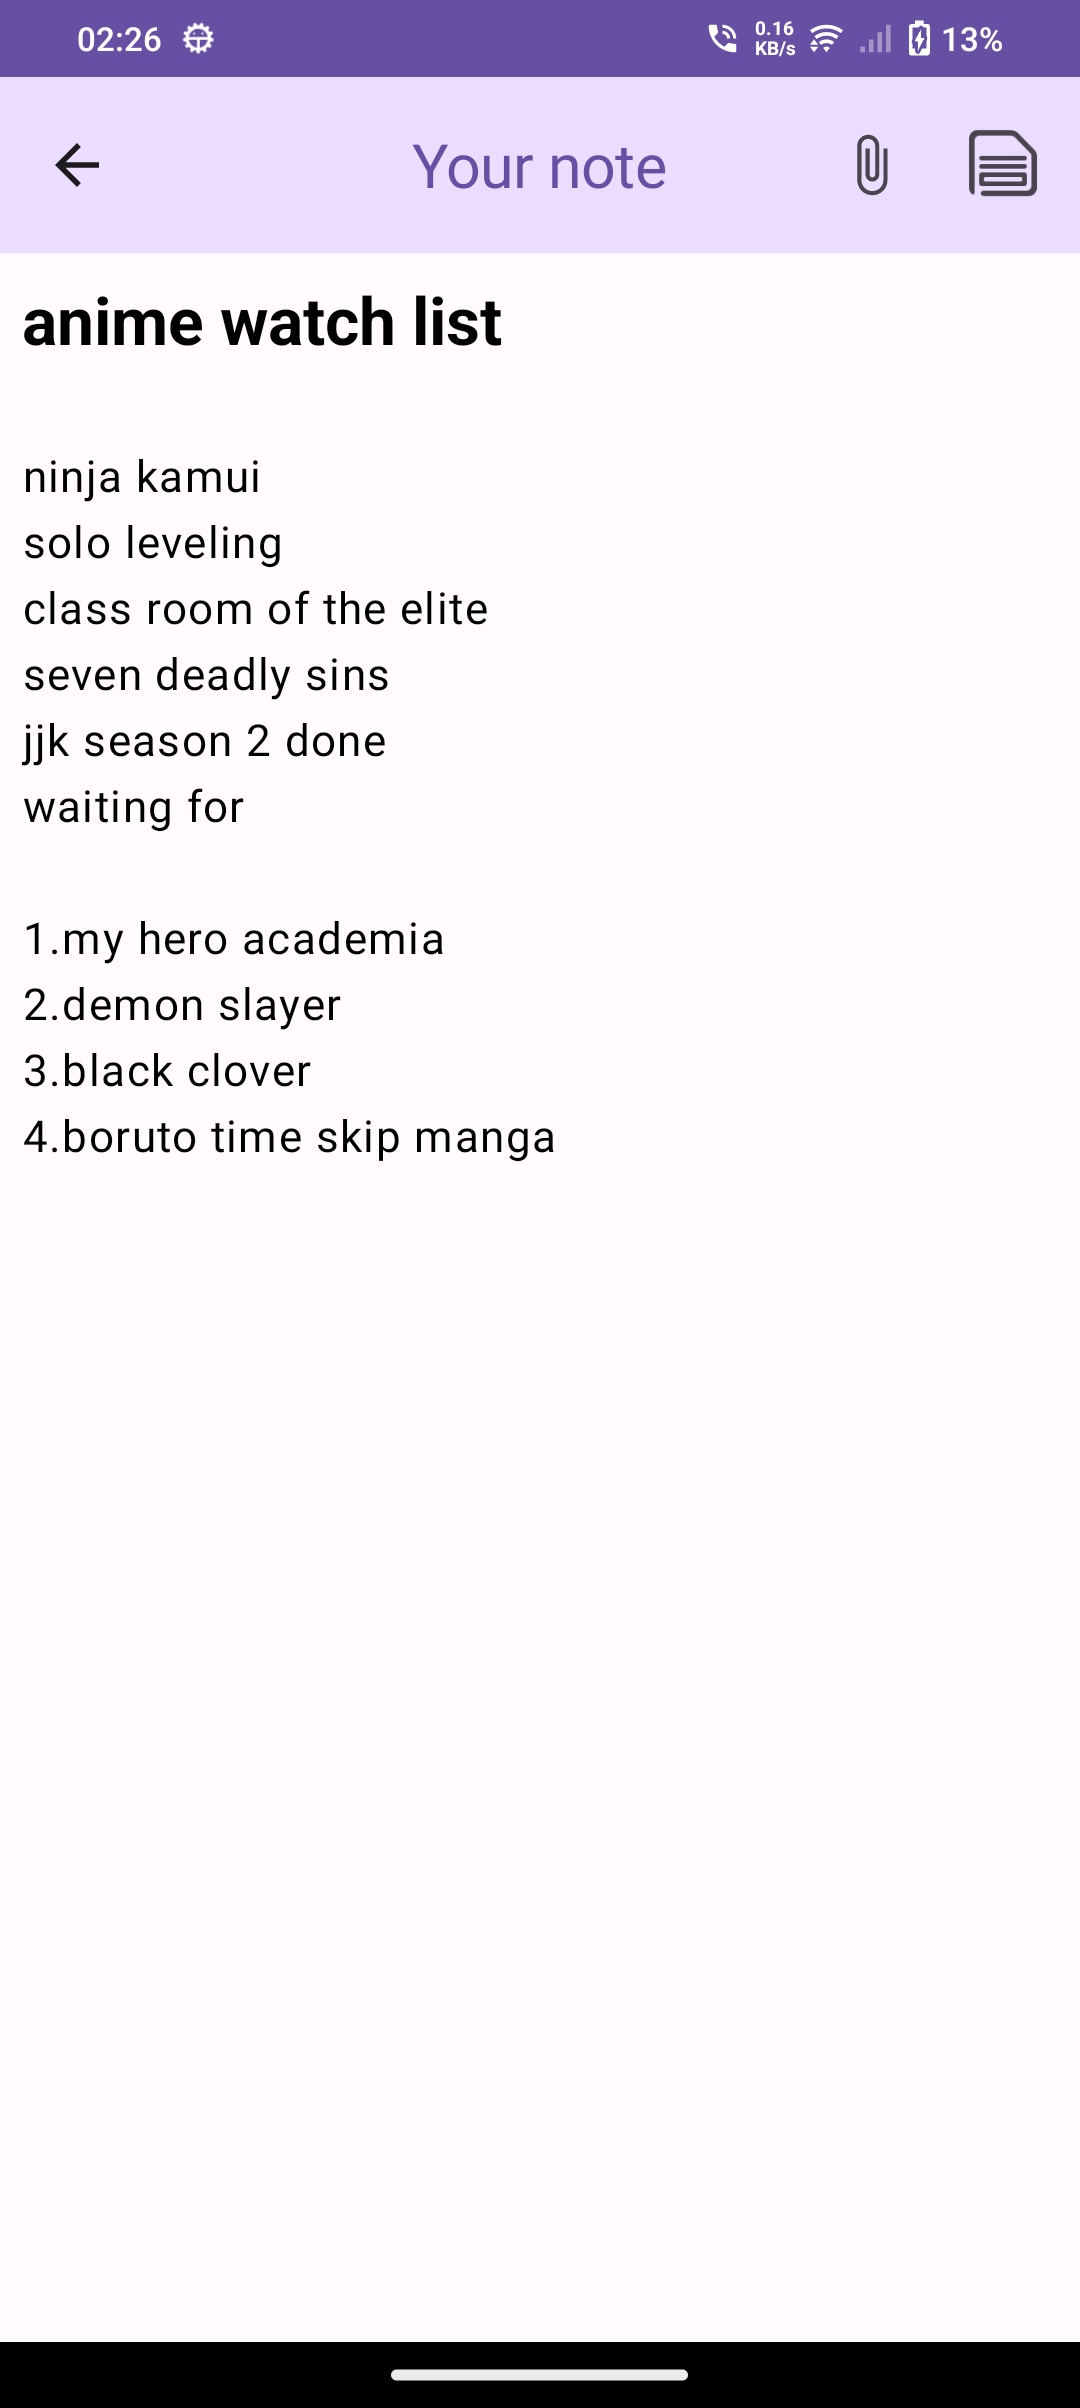 02:26 0.16 KB/s 13%
Your note
anime watch list
ninja kamui
solo leveling
class room of the elite
seven deadly sins
jjk season 2 done
waiting for
1.my hero academia
2.demon slayer
3.black clover
4.boruto time skip manga